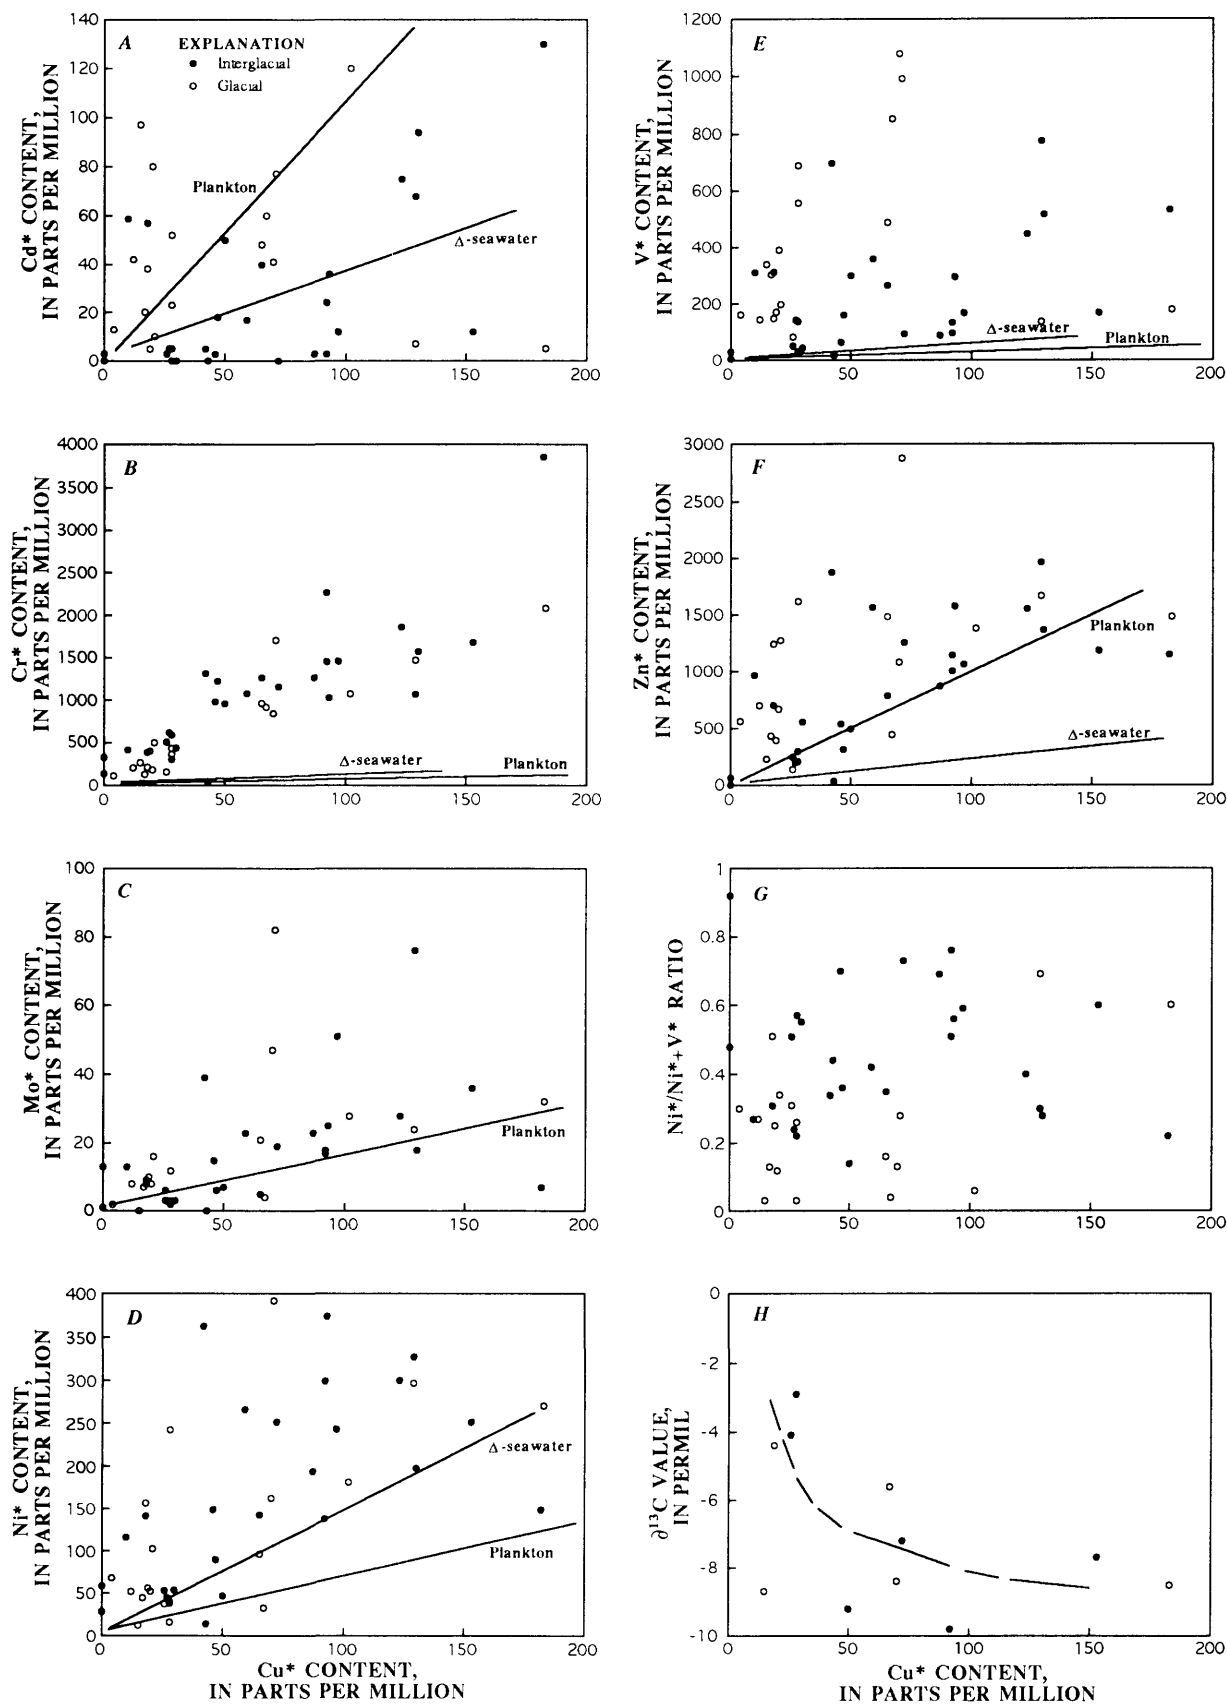 A
EXPLANATION
Interglacial
Glacial
Plankton
Δ-seawater
Cd* CONTENT,
IN PARTS PER MILLION
140
120
100
80
60
40
20
0
0 50 100 150 200
E
Δ-seawater
Plankton
V* CONTENT,
IN PARTS PER MILLION
1200
1000
800
600
400
200
0
0 50 100 150 200
B
Δ-seawater
Plankton
Cr* CONTENT,
IN PARTS PER MILLION
4000
3500
3000
2500
2000
1500
1000
500
0
0 50 100 150 200
F
Plankton
Δ-seawater
Zn* CONTENT,
IN PARTS PER MILLION
3000
2500
2000
1500
1000
500
0
0 50 100 150 200
C
Plankton
Mo* CONTENT,
IN PARTS PER MILLION
100
80
60
40
20
0
0 50 100 150 200
G
Ni*/Ni*+V* RATIO
1
0.8
0.6
0.4
0.2
0
0 50 100 150 200
D
Δ-seawater
Plankton
Ni* CONTENT,
IN PARTS PER MILLION
400
350
300
250
200
150
100
50
0
0 50 100 150 200
Cu* CONTENT,
IN PARTS PER MILLION
H
∂13C VALUE,
IN PERMIL
0
-2
-4
-6
-8
-10
0 50 100 150 200
Cu* CONTENT,
IN PARTS PER MILLION